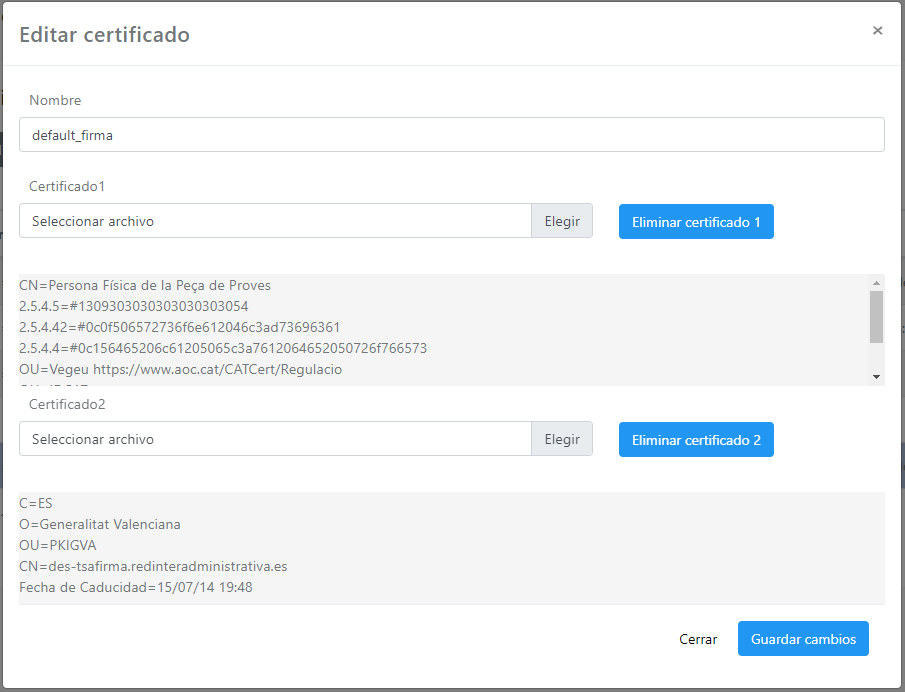 Editar certificado
×
Nombre
default_firma
Certificado1
Seleccionar archivo
Elegir
Eliminar certificado 1
CN=Persona Física de la Peça de Proves
2.5.4.5=#1309303030303030303054
2.5.4.42=#0c0f506572736f6e612046c3ad73696361
2.5.4.4=#0c156465206c61205065c3a7612064652050726f766573
OU=Vegeu https://www.aoc.cat/CATCert/Regulacio
Certificado2
Seleccionar archivo
Elegir
Eliminar certificado 2
C=ES
O=Generalitat Valenciana
OU=PKIGVA
CN=des-tsafirma.redinteradministrativa.es
Fecha de Caducidad=15/07/14 19:48
Cerrar
Guardar cambios